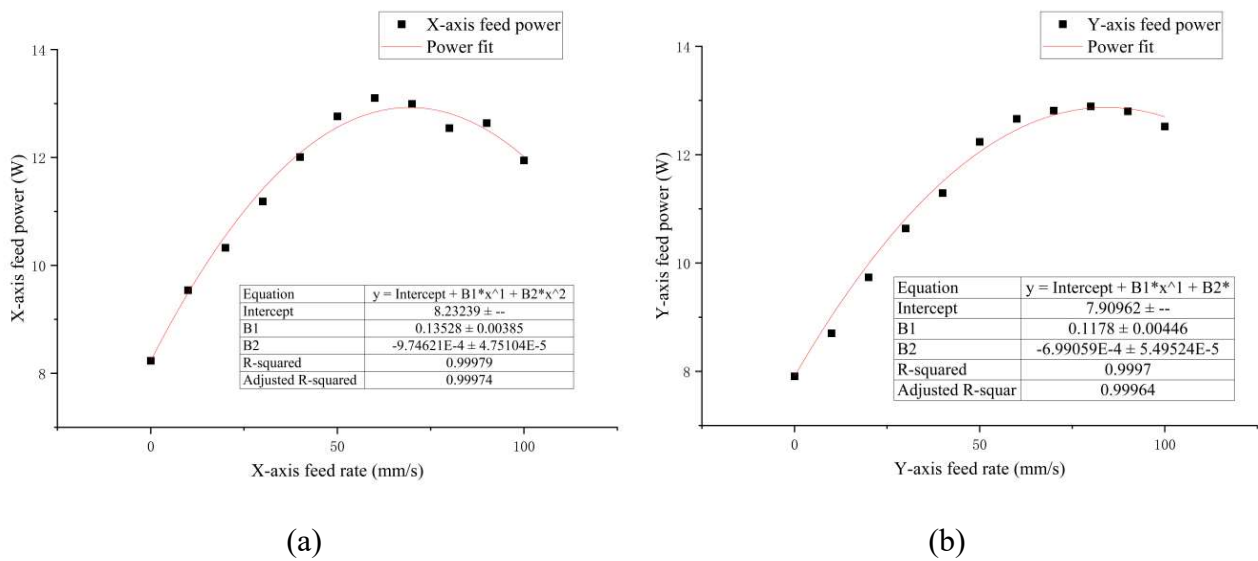 X-axis feed power
Power fit
14
12
10
8
X-axis feed power (W)
Equation y = Intercept + B1*x^1 + B2*x^2
Intercept 8.23239 ± --
B1 0.13528 ± 0.00385
B2 -9.74621E-4 ± 4.75104E-5
R-squared 0.99979
Adjusted R-squared 0.99974
0 50 100
X-axis feed rate (mm/s)
(a)
Y-axis feed power
Power fit
14
12
10
8
Y-axis feed power (W)
Equation y = Intercept + B1*x^1 + B2*
Intercept 7.90962 ± --
B1 0.1178 ± 0.00446
B2 -6.99059E-4 ± 5.49524E-5
R-squared 0.9997
Adjusted R-squar 0.99964
0 50 100
Y-axis feed rate (mm/s)
(b)